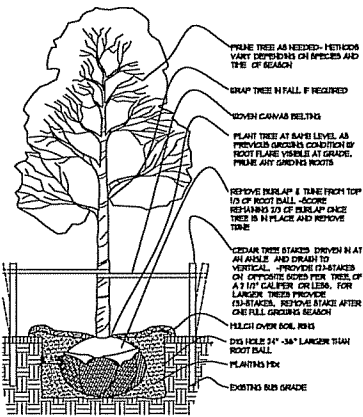 PRUNE TREE AS NEEDED- METHODS
VARY DEPENDING ON SPECIES AND
TIME OF SEASON
WRAP TREE IN FALL IF REQUIRED
WOVEN CANVAS BELTING
PLANT TREE AT SAME LEVEL AS
PREVIOUS GROWING CONDITION W/
ROOT FLARE VISIBLE AT GRADE.
PRUNE ANY GIRDING ROOTS
REMOVE BURLAP & TWINE FROM TOP
1/3 OF ROOT BALL -SCORE
REMAINING 2/3 OF BURLAP ONCE
TREE IS IN PLACE AND REMOVE
TWINE
CEDAR TREE STAKES DRIVEN IN AT
AN ANGLE AND DRAWN TO
VERTICAL. -PROVIDE (2)-STAKES
ON OPPOSITE SIDES PER TREE, OF
A 2 1/2" CALIPER OR LESS. FOR
LARGER TREES PROVIDE
(3)-STAKES. REMOVE STAKE AFTER
ONE FULL GROWING SEASON
MULCH OVER SOIL RING
DIG HOLE 24" -36" LARGER THAN
ROOT BALL
PLANTING MIX
EXISTING SUB GRADE